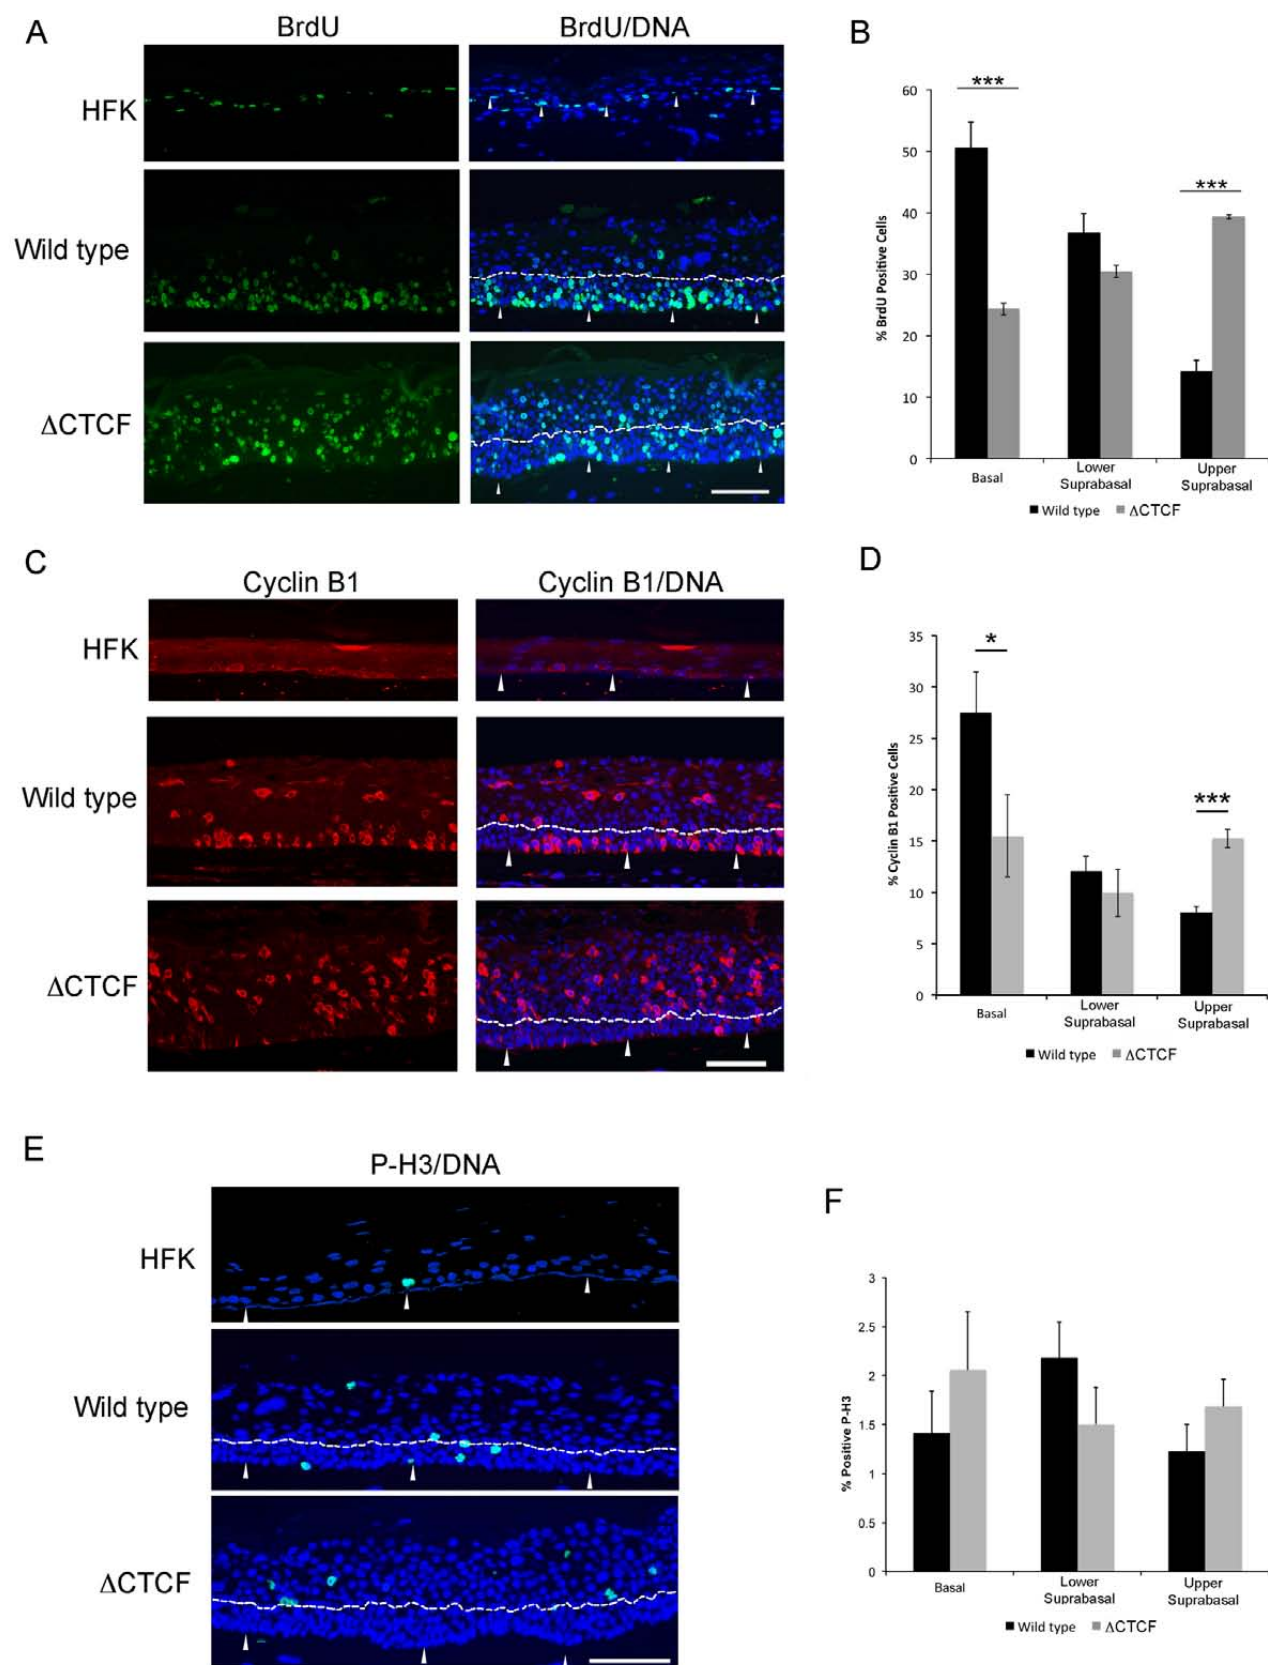 A
BrdU
BrdU/DNA
HFK
Wild type
ΔCTCF
B
% BrdU Positive Cells
60
50
40
30
20
10
0
***
***
Basal
Lower
Suprabasal
Upper
Suprabasal
Wild type
ΔCTCF
C
Cyclin B1
Cyclin B1/DNA
HFK
Wild type
ΔCTCF
D
% Cyclin B1 Positive Cells
35
30
25
20
15
10
5
0
*
***
Basal
Lower
Suprabasal
Upper
Suprabasal
Wild type
ΔCTCF
E
P-H3/DNA
HFK
Wild type
ΔCTCF
F
% Positive P-H3
3
2.5
2
1.5
1
0.5
0
Basal
Lower
Suprabasal
Upper
Suprabasal
Wild type
ΔCTCF